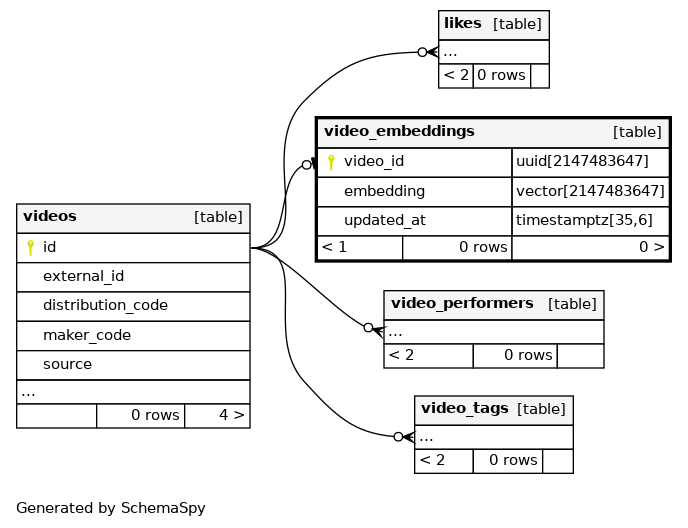 likes [table]
...
< 2 0 rows
video_embeddings [table]
video_id uuid[2147483647]
embedding vector[2147483647]
updated_at timestamptz[35,6]
< 1 0 rows 0 >
videos [table]
id
external_id
distribution_code
maker_code
source
...
0 rows 4 >
video_performers [table]
...
< 2 0 rows
video_tags [table]
...
< 2 0 rows
Generated by SchemaSpy